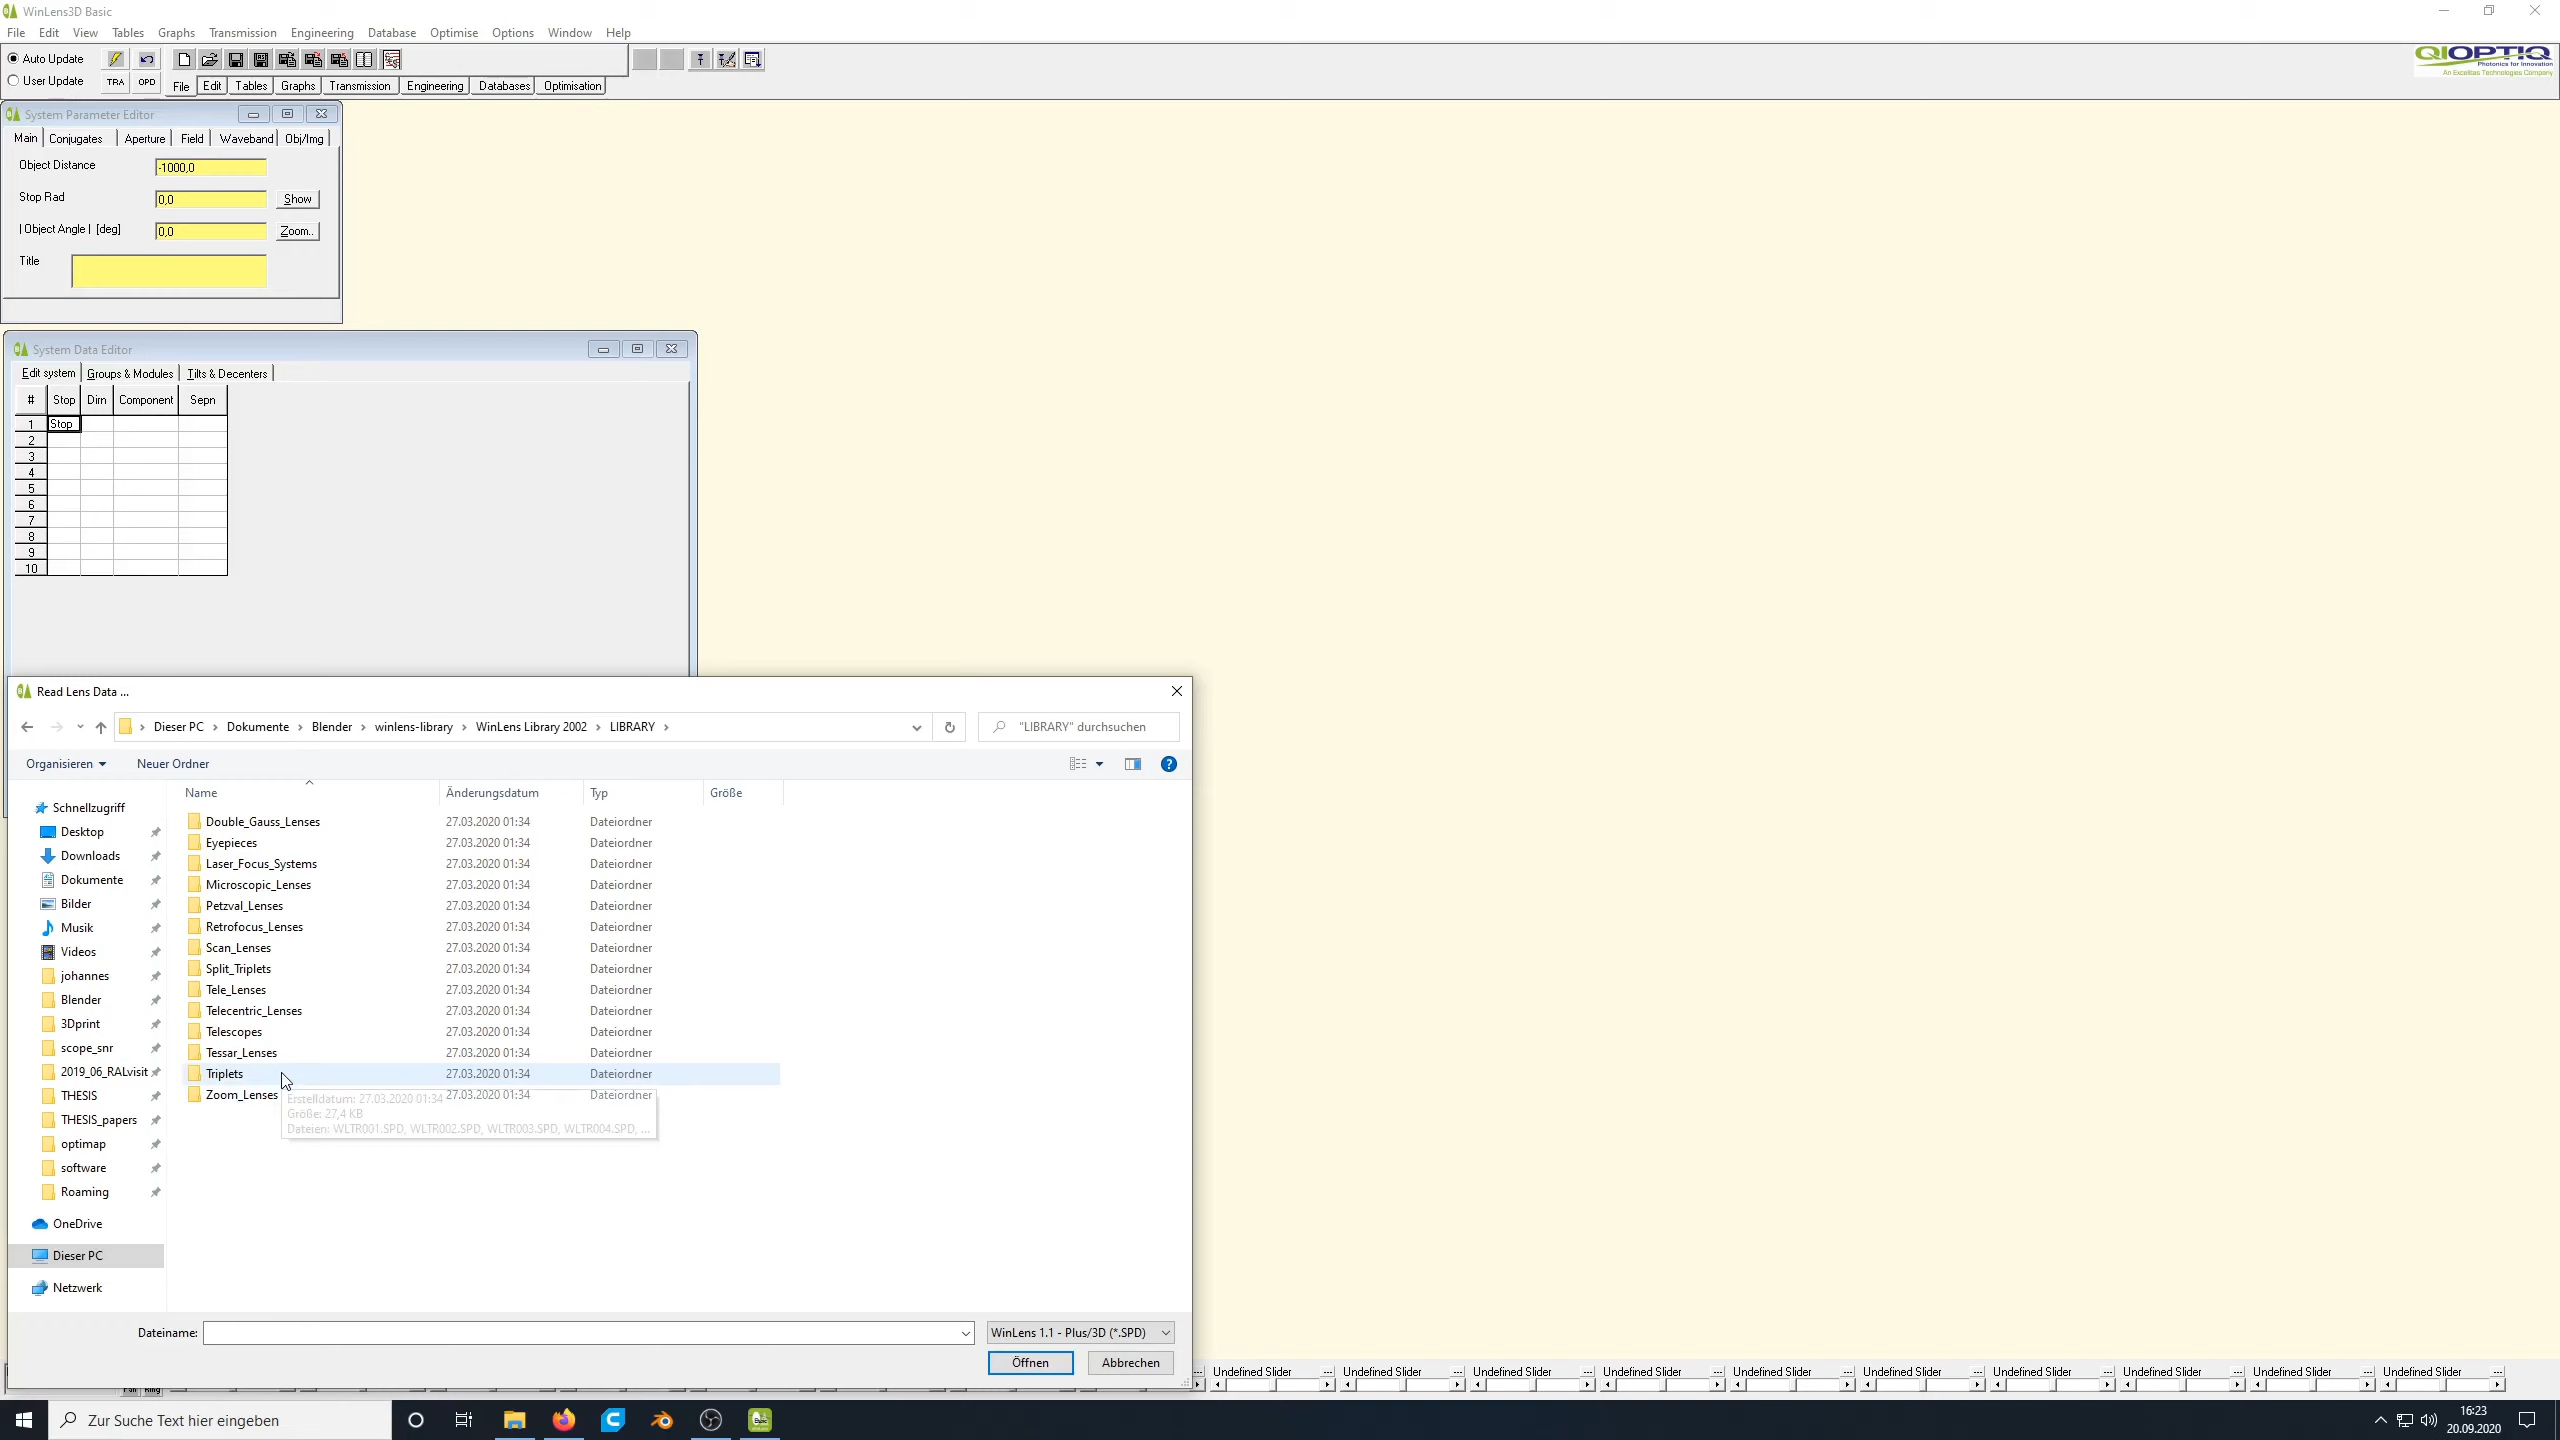 WinLens3D Basic
File Edit View Tables Graphs Transmission Engineering Database Optimise Options Window Help
Auto Update
User Update
TRA OPD
File Edit Tables Graphs Transmission Engineering Databases Optimisation
QIOPTIQ
Photonics for Innovation
An Excelitas Technologies Company
System Parameter Editor
Main Conjugates Aperture Field Waveband Obj/Img
Object Distance -1000,0
Stop Rad 0,0 Show
| Object Angle | [deg] 0,0 Zoom..
Title
System Data Editor
Edit system Groups & Modules Tilts & Decenters
# Stop Dirn Component Sepn
1 Stop
2
3
4
5
6
7
8
9
10
Read Lens Data ...
Dieser PC › Dokumente › Blender › winlens-library › WinLens Library 2002 › LIBRARY ›
"LIBRARY" durchsuchen
Organisieren Neuer Ordner
Name Änderungsdatum Typ Größe
Schnellzugriff
Desktop
Downloads
Dokumente
Bilder
Musik
Videos
johannes
Blender
3Dprint
scope_snr
2019_06_RALvisit
THESIS
THESIS_papers
optimap
software
Roaming
OneDrive
Dieser PC
Netzwerk
Double_Gauss_Lenses 27.03.2020 01:34 Dateiordner
Eyepieces 27.03.2020 01:34 Dateiordner
Laser_Focus_Systems 27.03.2020 01:34 Dateiordner
Microscopic_Lenses 27.03.2020 01:34 Dateiordner
Petzval_Lenses 27.03.2020 01:34 Dateiordner
Retrofocus_Lenses 27.03.2020 01:34 Dateiordner
Scan_Lenses 27.03.2020 01:34 Dateiordner
Split_Triplets 27.03.2020 01:34 Dateiordner
Tele_Lenses 27.03.2020 01:34 Dateiordner
Telecentric_Lenses 27.03.2020 01:34 Dateiordner
Telescopes 27.03.2020 01:34 Dateiordner
Tessar_Lenses 27.03.2020 01:34 Dateiordner
Triplets 27.03.2020 01:34 Dateiordner
Zoom_Lenses 27.03.2020 01:34 Dateiordner
Erstelldatum: 27.03.2020 01:34
Größe: 27,4 KB
Dateien: WLTR001.SPD, WLTR002.SPD, WLTR003.SPD, WLTR004.SPD, ...
Dateiname: WinLens 1.1 - Plus/3D (*.SPD)
Öffnen Abbrechen
Undefined Slider ... Undefined Slider ... Undefined Slider ... Undefined Slider ... Undefined Slider ... Undefined Slider ... Undefined Slider ... Undefined Slider ... Undefined Slider ... Undefined Slider ...
Zur Suche Text hier eingeben
16:23
20.09.2020